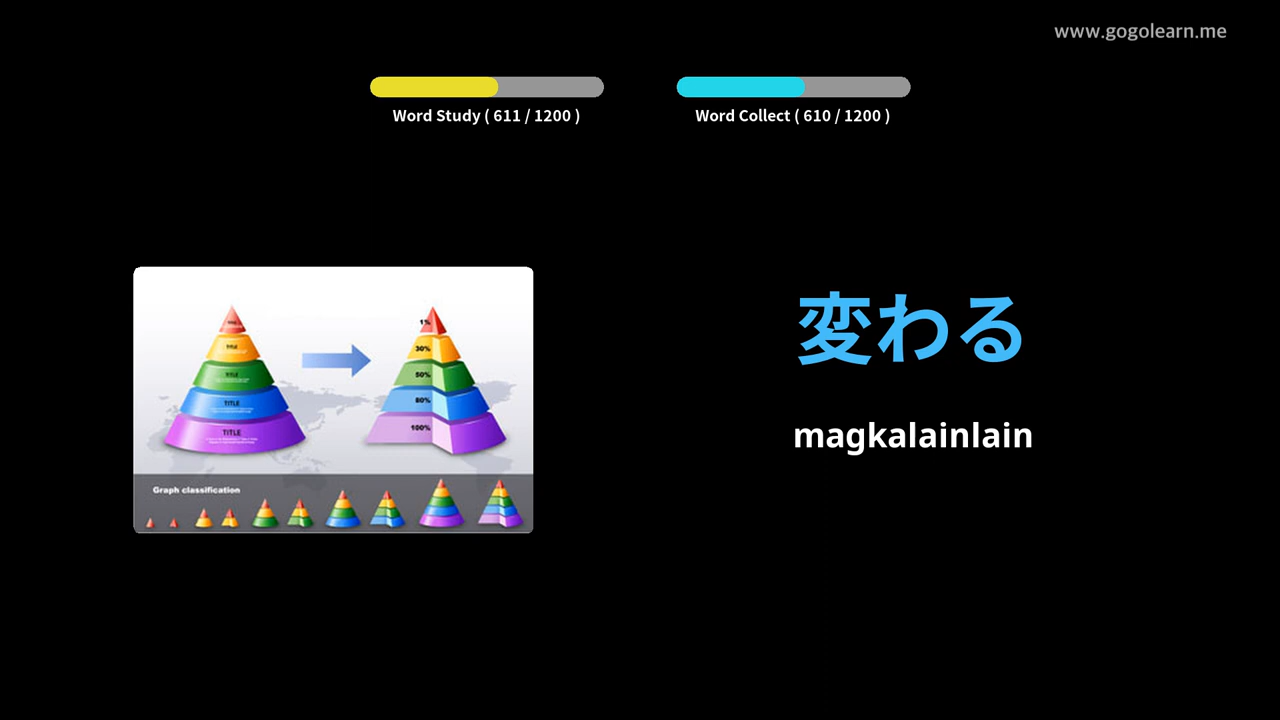 www.gogolearn.me
Word Study ( 611 / 1200 )
Word Collect ( 610 / 1200 )
変わる
magkalainlain
TITLE
TITLE
TITLE
TITLE
1%
30%
50%
80%
100%
Graph classification